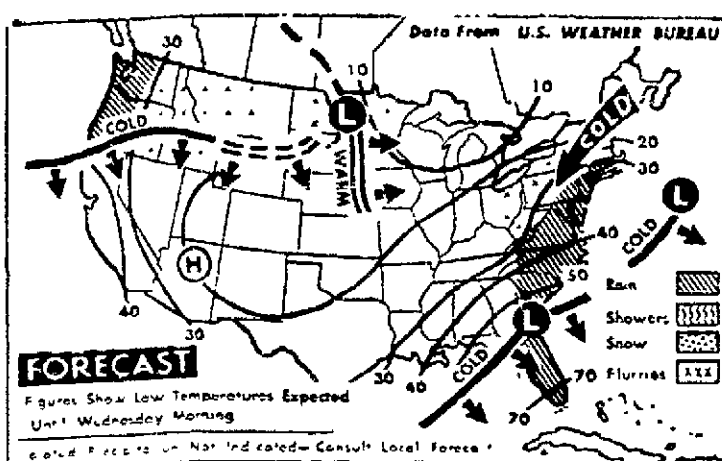 Data From U.S. WEATHER BUREAU
30
10
10
L
COLD
COLD
20
30
WARM
L
COLD
40
H
50
40
30
Rain
L
Showers
Snow
COLD
30
40
70
Flurries
70
FORECAST
Figures Show Low Temperatures Expected
Until Wednesday Morning
Not Indicated— Consult Local